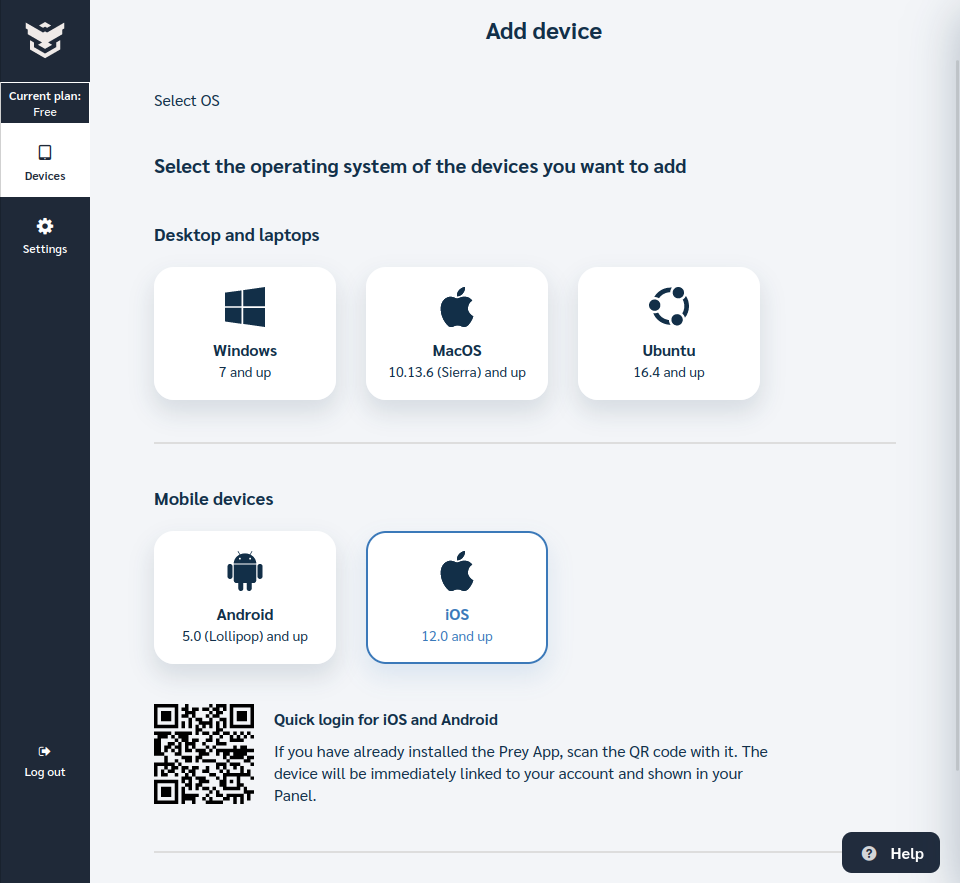 Add device
Current plan:
Free
Devices
Settings
Log out
Select OS
Select the operating system of the devices you want to add
Desktop and laptops
Windows
7 and up
MacOS
10.13.6 (Sierra) and up
Ubuntu
16.4 and up
Mobile devices
Android
5.0 (Lollipop) and up
iOS
12.0 and up
Quick login for iOS and Android
If you have already installed the Prey App, scan the QR code with it. The
device will be immediately linked to your account and shown in your
Panel.
? Help